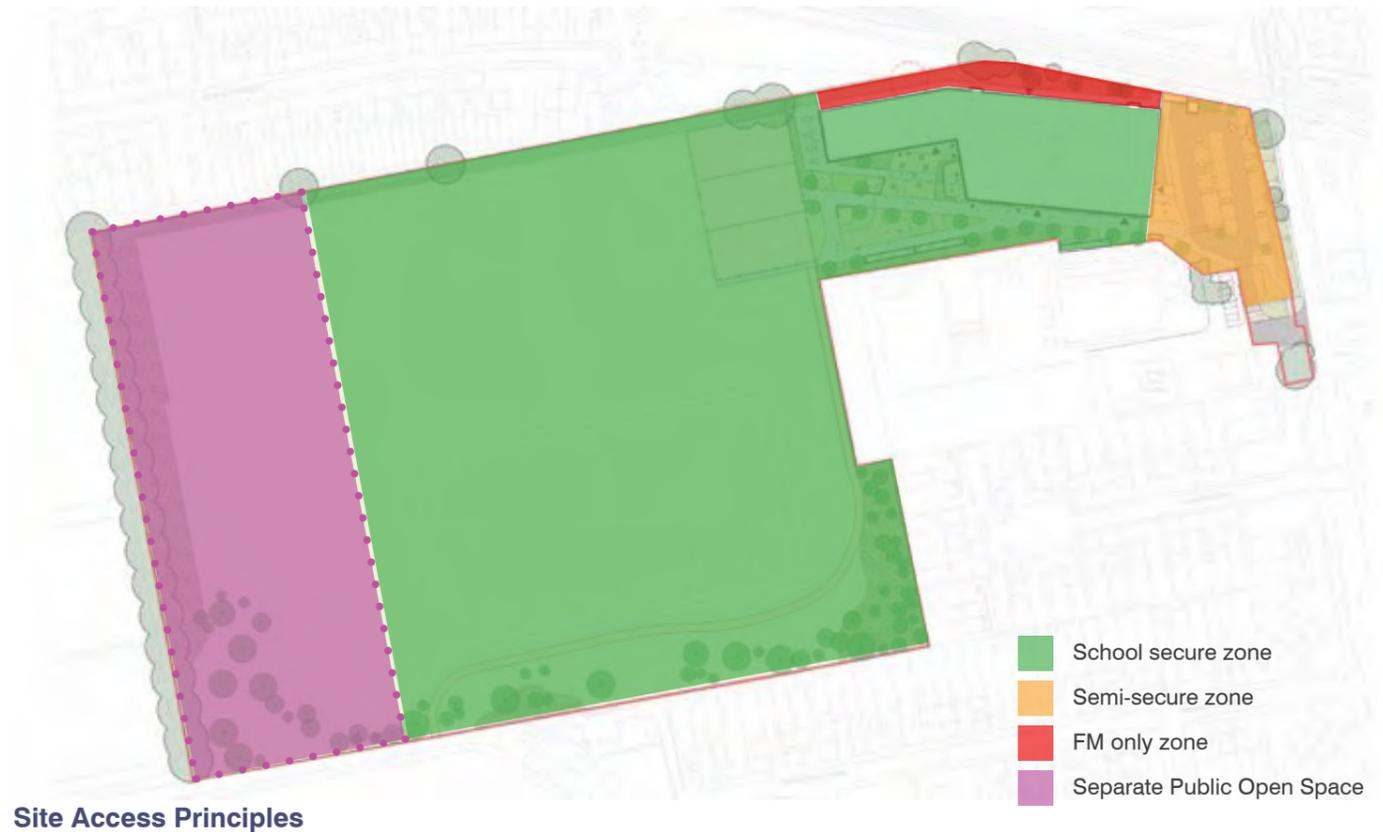 School secure zone
Semi-secure zone
FM only zone
Separate Public Open Space
Site Access Principles